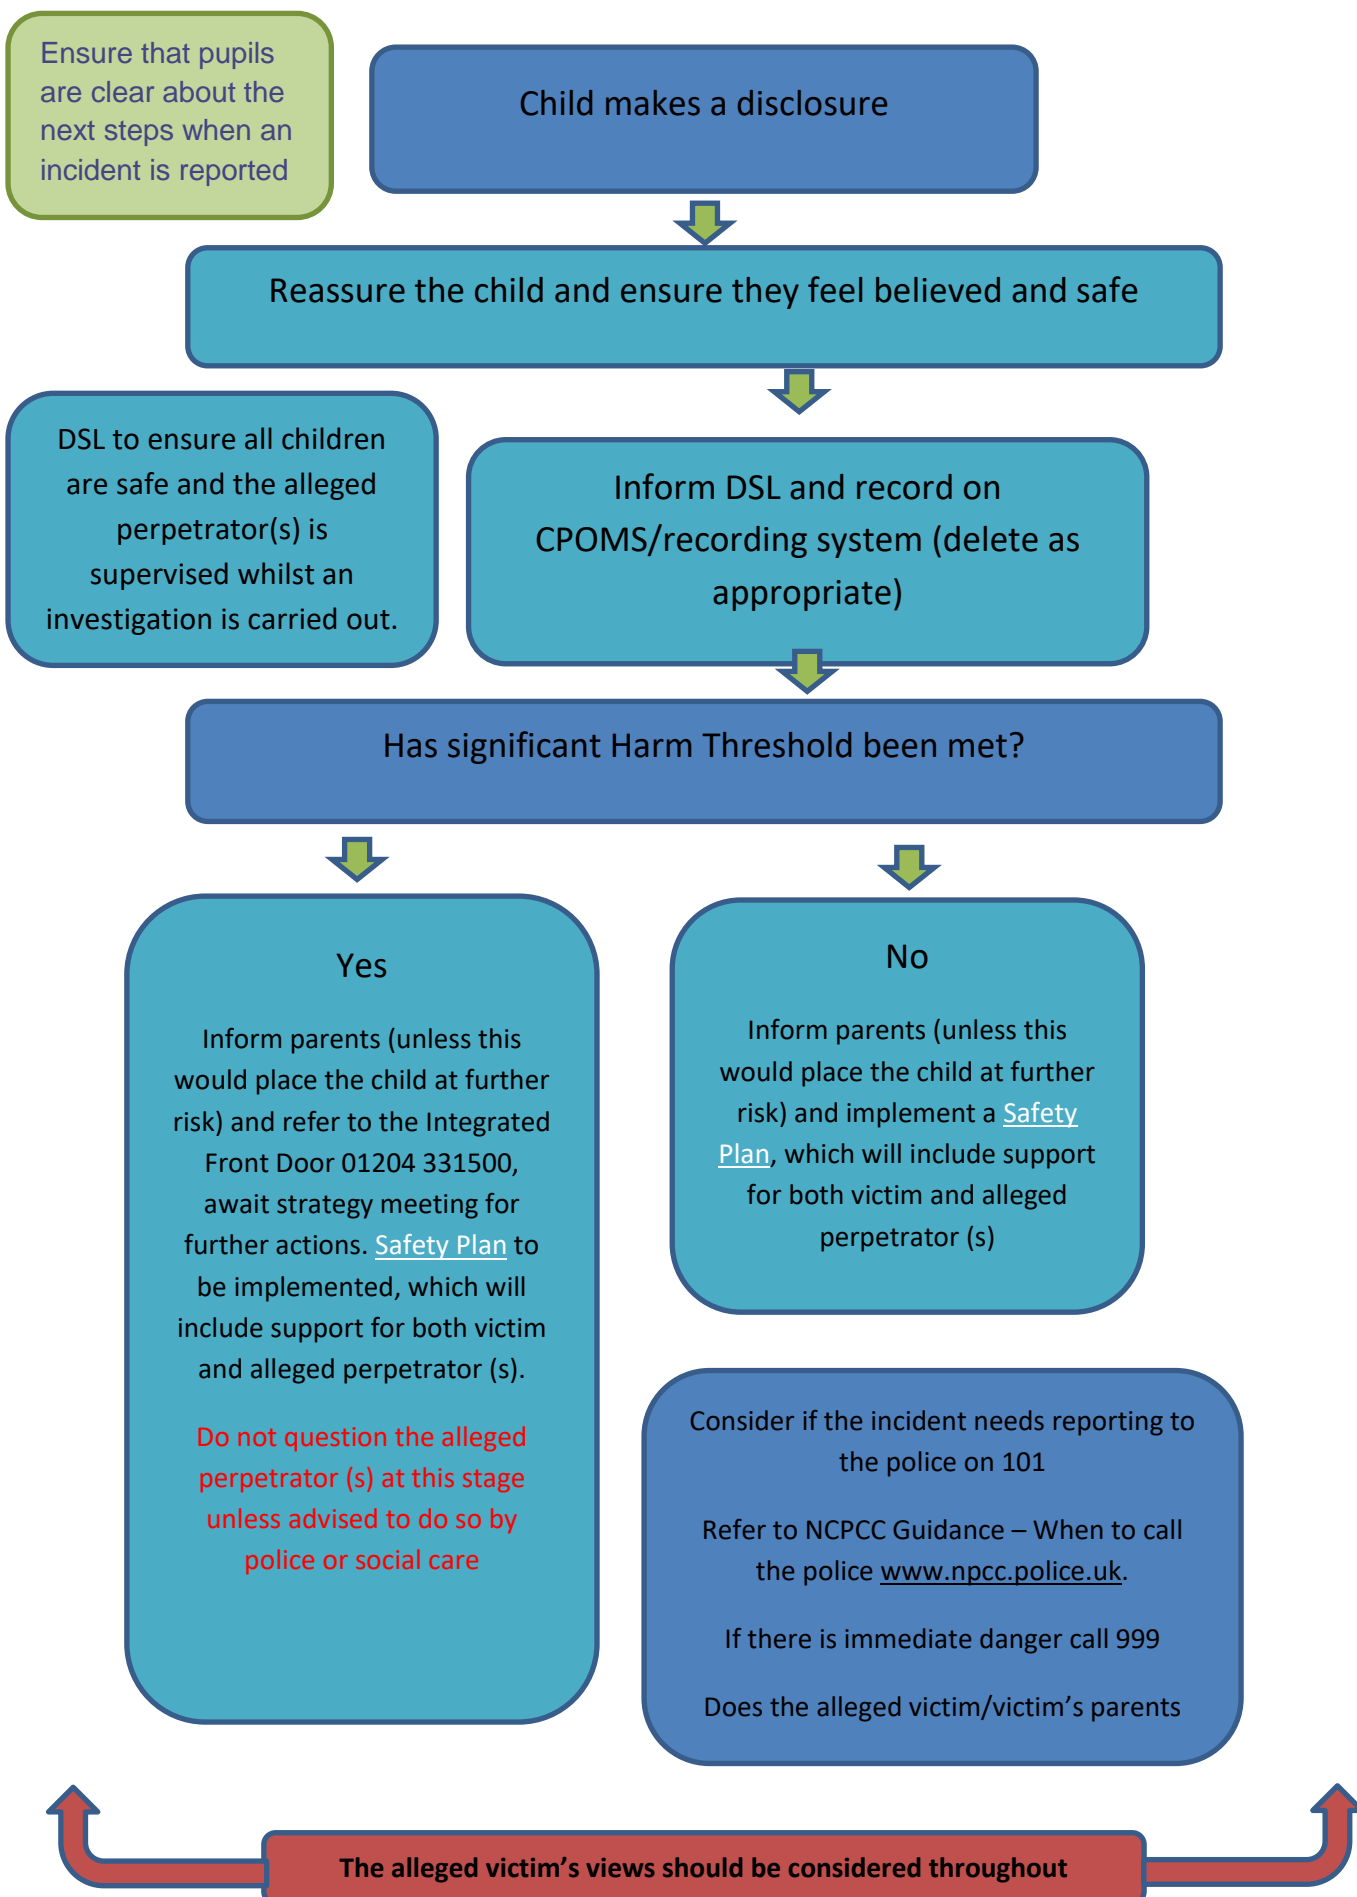 Ensure that pupils
are clear about the
next steps when an
incident is reported
Child makes a disclosure
Reassure the child and ensure they feel believed and safe
DSL to ensure all children
are safe and the alleged
perpetrator(s) is
supervised whilst an
investigation is carried out.
Inform DSL and record on
CPOMS/recording system (delete as
appropriate)
Has significant Harm Threshold been met?
Yes
Inform parents (unless this
would place the child at further
risk) and refer to the Integrated
Front Door 01204 331500,
await strategy meeting for
further actions. Safety Plan to
be implemented, which will
include support for both victim
and alleged perpetrator (s).
Do not question the alleged
perpetrator (s) at this stage
unless advised to do so by
police or social care
No
Inform parents (unless this
would place the child at further
risk) and implement a Safety
Plan, which will include support
for both victim and alleged
perpetrator (s)
Consider if the incident needs reporting to
the police on 101
Refer to NCPCC Guidance – When to call
the police www.npcc.police.uk.
If there is immediate danger call 999
Does the alleged victim/victim’s parents
The alleged victim’s views should be considered throughout